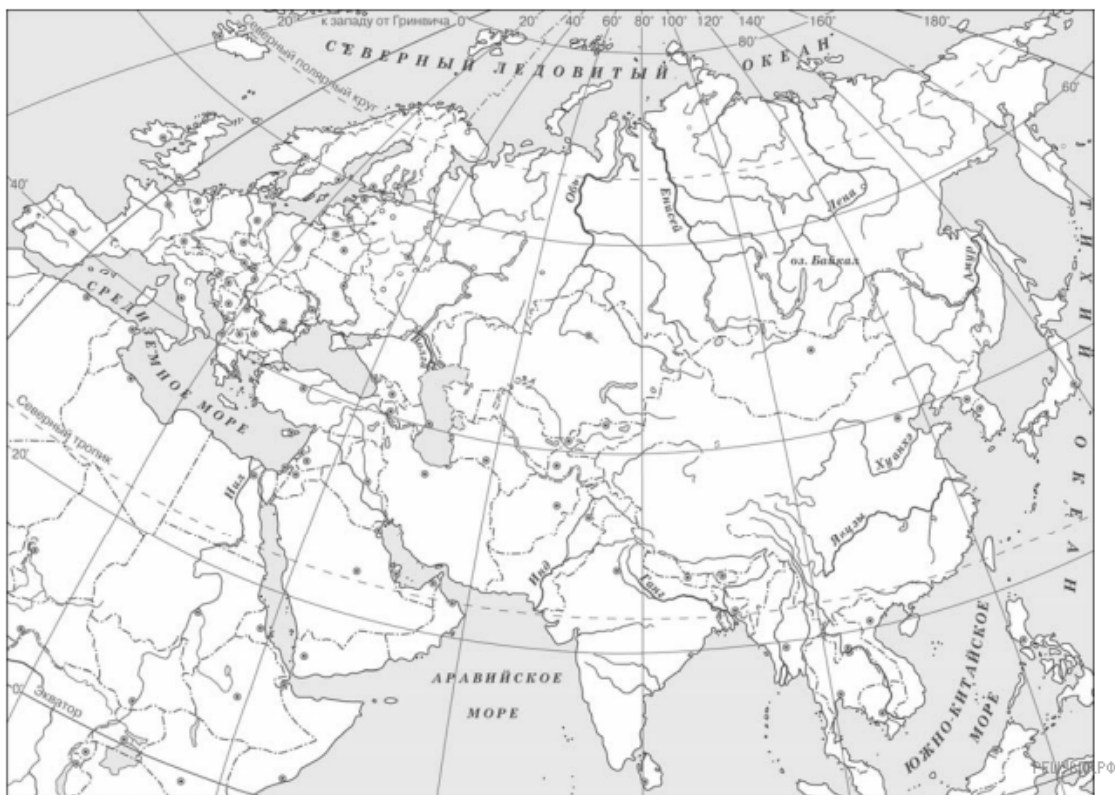 20° к западу от Гринвича 0° 20° 40° 60° 80° 100° 120° 140° 160° 180°
Северный полярный круг
СЕВЕРНЫЙ ЛЕДОВИТЫЙ ОКЕАН
80°
60°
40°
Обь
Енисей
Лена
оз. Байкал
Амур
ТИХИЙ ОКЕАН
СРЕДИЗЕМНОЕ МОРЕ
Северный тропик
20°
Нил
Хуанхэ
Янцзы
Инд
Ганг
АРАВИЙСКОЕ
МОРЕ
ЮЖНО-КИТАЙСКОЕ
МОРЕ
Экватор
0°
РЕШУВПР.РФ